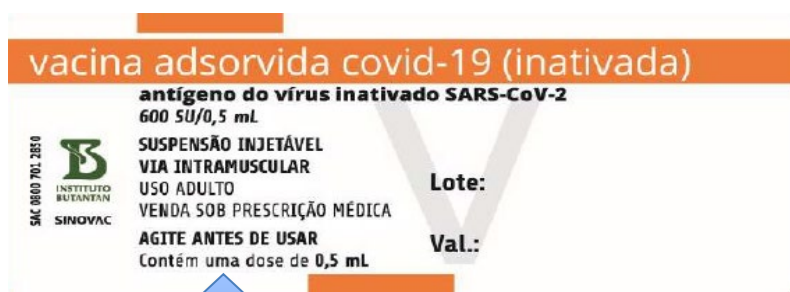 vacina adsorvida covid-19 (inativada)
antígeno do vírus inativado SARS-CoV-2
600 SU/0,5 mL
SUSPENSÃO INJETÁVEL
VIA INTRAMUSCULAR
USO ADULTO
VENDA SOB PRESCRIÇÃO MÉDICA
AGITE ANTES DE USAR
Contém uma dose de 0,5 mL
SAC 0800 701 2850
INSTITUTO
BUTANTAN
SINOVAC
Lote:
Val.:
V